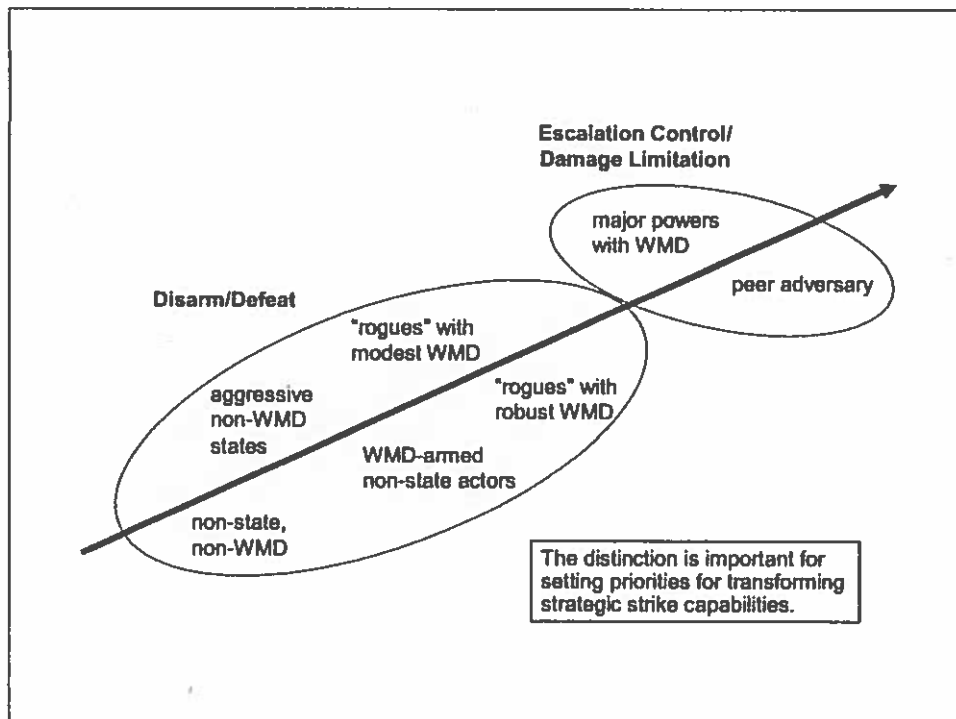 Escalation Control/
Damage Limitation
major powers
with WMD
peer adversary
Disarm/Defeat
"rogues" with
modest WMD
"rogues" with
robust WMD
aggressive
non-WMD
states
WMD-armed
non-state actors
non-state,
non-WMD
The distinction is important for
setting priorities for transforming
strategic strike capabilities.